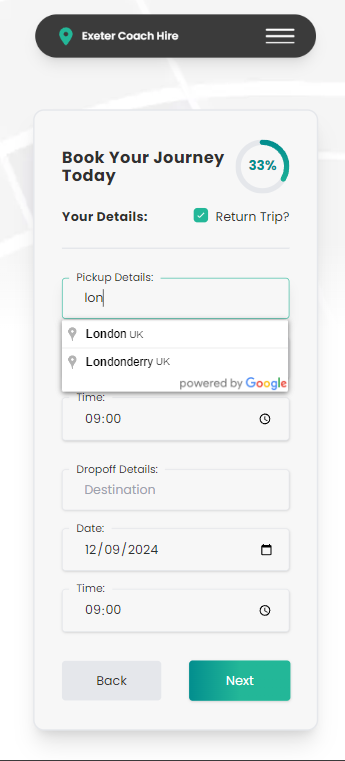 Exeter Coach Hire
Book Your Journey
Today
33%
Your Details:
Return Trip?
Pickup Details:
lon
London UK
Londonderry UK
powered by Google
Time:
09:00
Dropoff Details:
Destination
Date:
12/09/2024
Time:
09:00
Back
Next